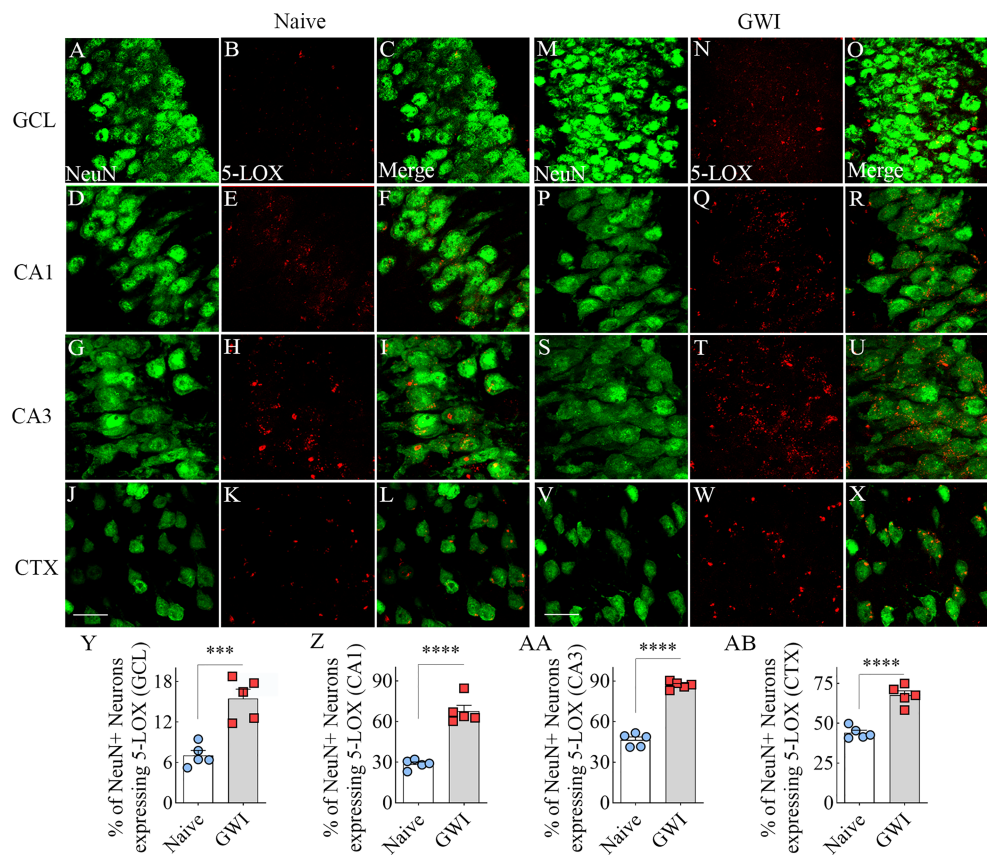 Naive GWI
A B C M N O
GCL
NeuN 5-LOX Merge NeuN 5-LOX Merge
D E F P Q R
CA1
G H I S T U
CA3
J K L V W X
CTX
Y Z AA AB
% of NeuN+ Neurons
expressing 5-LOX (GCL)
***
18
12
6
0
Naive GWI
% of NeuN+ Neurons
expressing 5-LOX (CA1)
****
90
60
30
0
Naive GWI
% of NeuN+ Neurons
expressing 5-LOX (CA3)
****
90
60
30
0
Naive GWI
% of NeuN+ Neurons
expressing 5-LOX (CTX)
****
75
50
25
0
Naive GWI